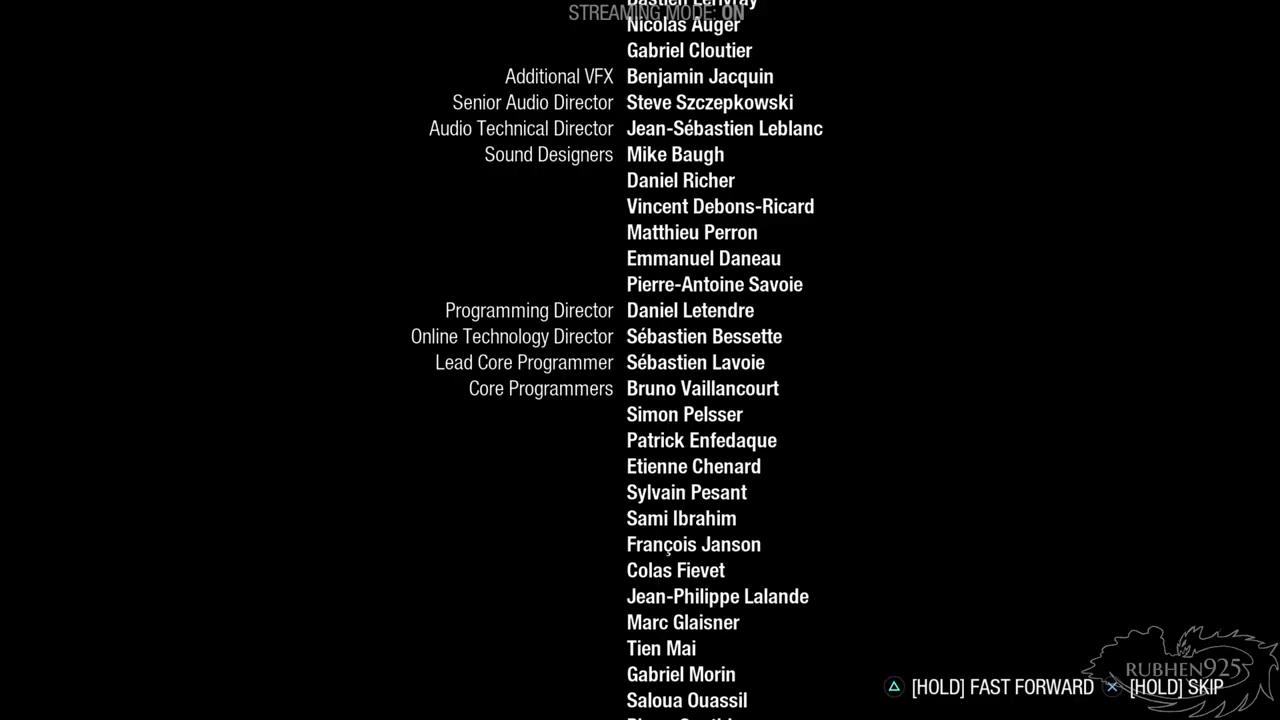 STREAMING MODE: ON
Nicolas Auger
Gabriel Cloutier
Additional VFX Benjamin Jacquin
Senior Audio Director Steve Szczepkowski
Audio Technical Director Jean-Sébastien Leblanc
Sound Designers Mike Baugh
Daniel Richer
Vincent Debons-Ricard
Matthieu Perron
Emmanuel Daneau
Pierre-Antoine Savoie
Programming Director Daniel Letendre
Online Technology Director Sébastien Bessette
Lead Core Programmer Sébastien Lavoie
Core Programmers Bruno Vaillancourt
Simon Pelsser
Patrick Enfedaque
Etienne Chenard
Sylvain Pesant
Sami Ibrahim
François Janson
Colas Fievet
Jean-Philippe Lalande
Marc Glaisner
Tien Mai
Gabriel Morin
Saloua Ouassil
RUBHEN925
[HOLD] FAST FORWARD [HOLD] SKIP